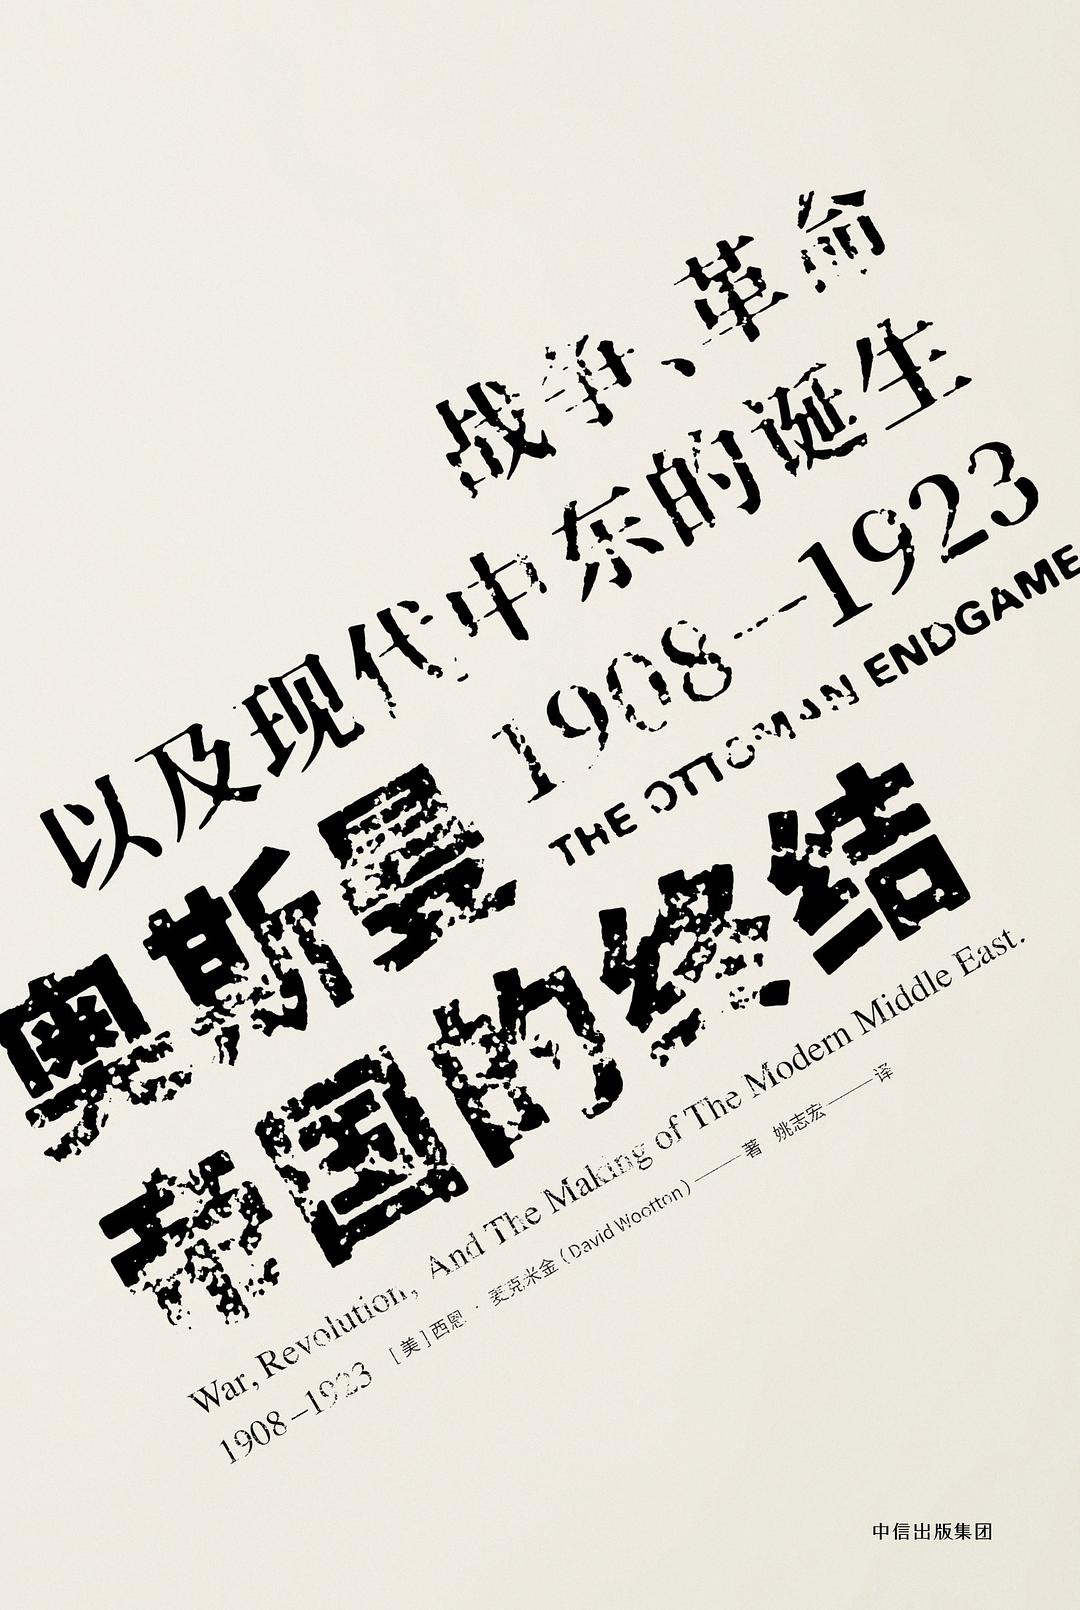 战争、革命
以及现代中东的诞生
1908—1923
THE OTTOMAN ENDGAME
奥斯曼
帝国的终结
War, Revolution, And The Making of The Modern Middle East.
1908–1923
[美]西恩·麦克米金(David Woorton)——著 姚志宏——译
中信出版集团